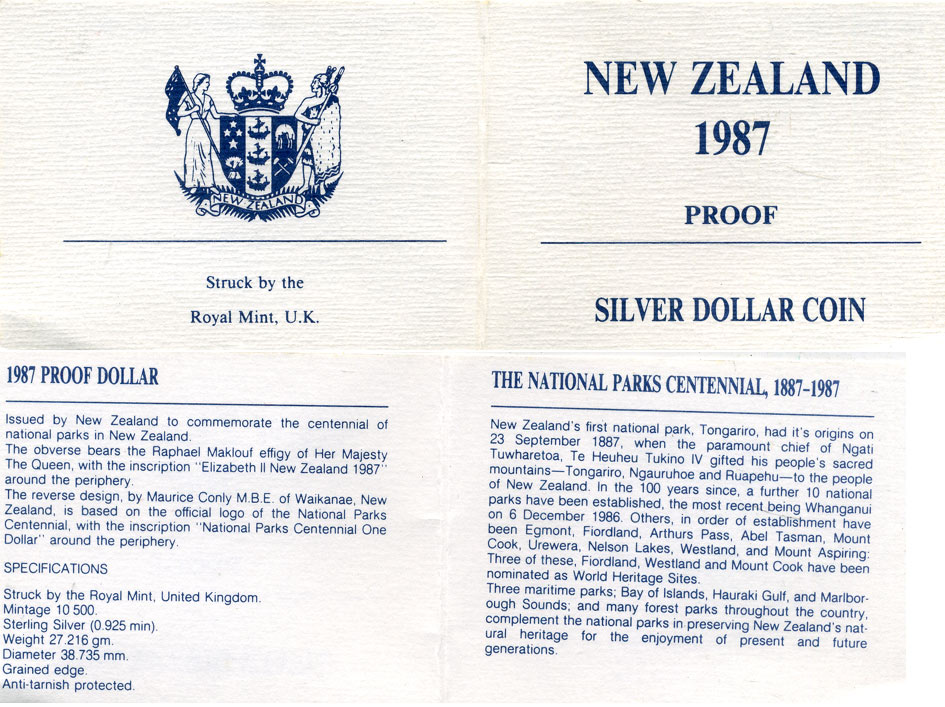 NEW ZEALAND
Struck by the
Royal Mint, U.K.
NEW ZEALAND
1987
PROOF
SILVER DOLLAR COIN
1987 PROOF DOLLAR
Issued by New Zealand to commemorate the centennial of
national parks in New Zealand.
The obverse bears the Raphael Maklouf effigy of Her Majesty
The Queen, with the inscription "Elizabeth II New Zealand 1987"
around the periphery.
The reverse design, by Maurice Conly M.B.E. of Waikanae, New
Zealand, is based on the official logo of the National Parks
Centennial, with the inscription "National Parks Centennial One
Dollar" around the periphery.
SPECIFICATIONS
Struck by the Royal Mint, United Kingdom.
Mintage 10 500.
Sterling Silver (0.925 min).
Weight 27.216 gm.
Diameter 38.735 mm.
Grained edge.
Anti-tarnish protected.
THE NATIONAL PARKS CENTENNIAL, 1887–1987
New Zealand's first national park, Tongariro, had it's origins on
23 September 1887, when the paramount chief of Ngati
Tuwharetoa, Te Heuheu Tukino IV gifted his people's sacred
mountains—Tongariro, Ngauruhoe and Ruapehu—to the people
of New Zealand. In the 100 years since, a further 10 national
parks have been established, the most recent being Whanganui
on 6 December 1986. Others, in order of establishment have
been Egmont, Fiordland, Arthurs Pass, Abel Tasman, Mount
Cook, Urewera, Nelson Lakes, Westland, and Mount Aspiring:
Three of these, Fiordland, Westland and Mount Cook have been
nominated as World Heritage Sites.
Three maritime parks; Bay of Islands, Hauraki Gulf, and Marlbor-
ough Sounds; and many forest parks throughout the country,
complement the national parks in preserving New Zealand's nat-
ural heritage for the enjoyment of present and future
generations.